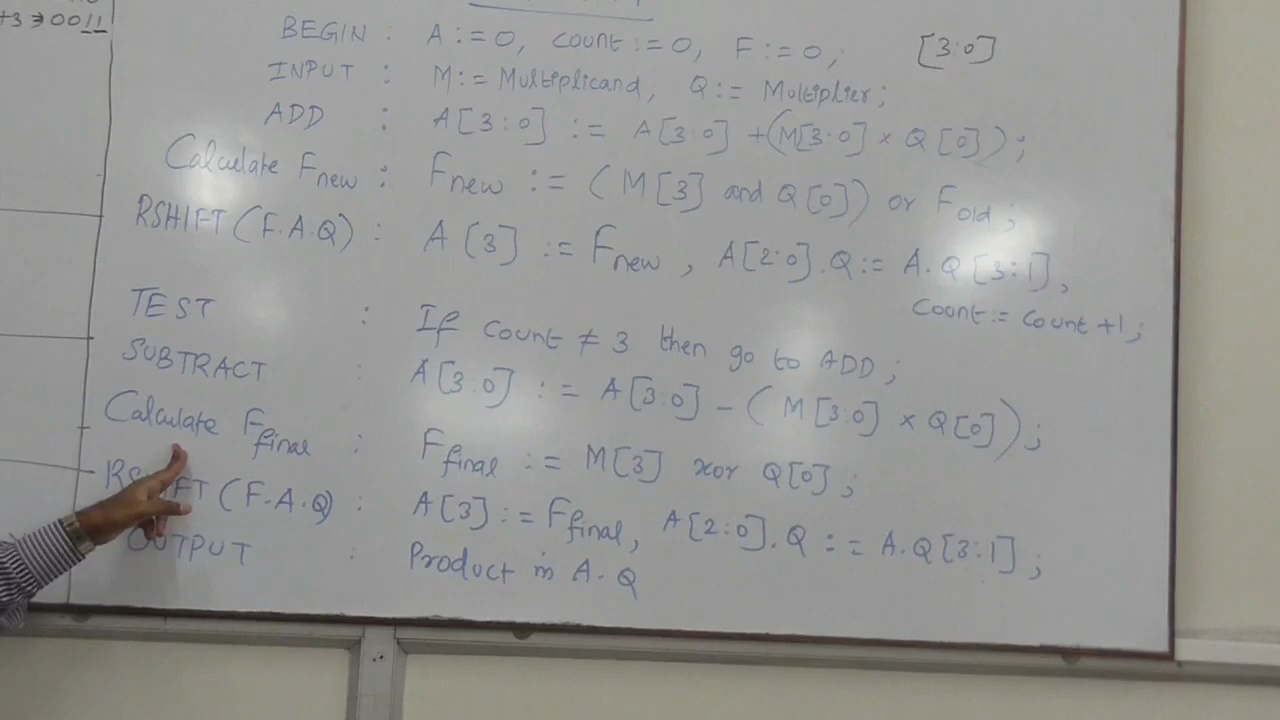 +3 ⇒ 0011
BEGIN : A := 0, Count := 0, F := 0; [3:0]
INPUT : M := Multiplicand, Q := Multiplier;
ADD : A[3:0] := A[3:0] + (M[3:0] × Q[0]);
Calculate Fnew : Fnew := (M[3] and Q[0]) or Fold;
RSHIFT (F.A.Q) : A[3] := Fnew, A[2:0].Q := A.Q[3:1],
Count := Count +1;
TEST : If Count ≠ 3 then go to ADD;
SUBTRACT : A[3:0] := A[3:0] - (M[3:0] × Q[0]);
Calculate Ffinal : Ffinal := M[3] xor Q[0];
RSHIFT (F.A.Q) : A[3] := Ffinal, A[2:0].Q := A.Q[3:1];
OUTPUT : Product in A.Q